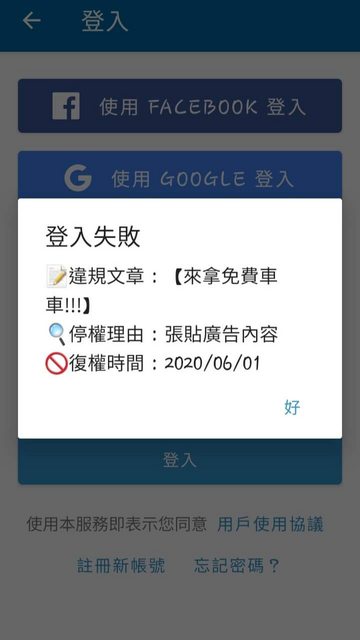 登入
使用 FACEBOOK 登入
使用 GOOGLE 登入
登入失敗
📝違規文章：【來拿免費車
車!!!】
🔍停權理由：張貼廣告內容
🚫復權時間：2020/06/01
好
登入
使用本服務即表示您同意 用戶使用協議
註冊新帳號 忘記密碼？